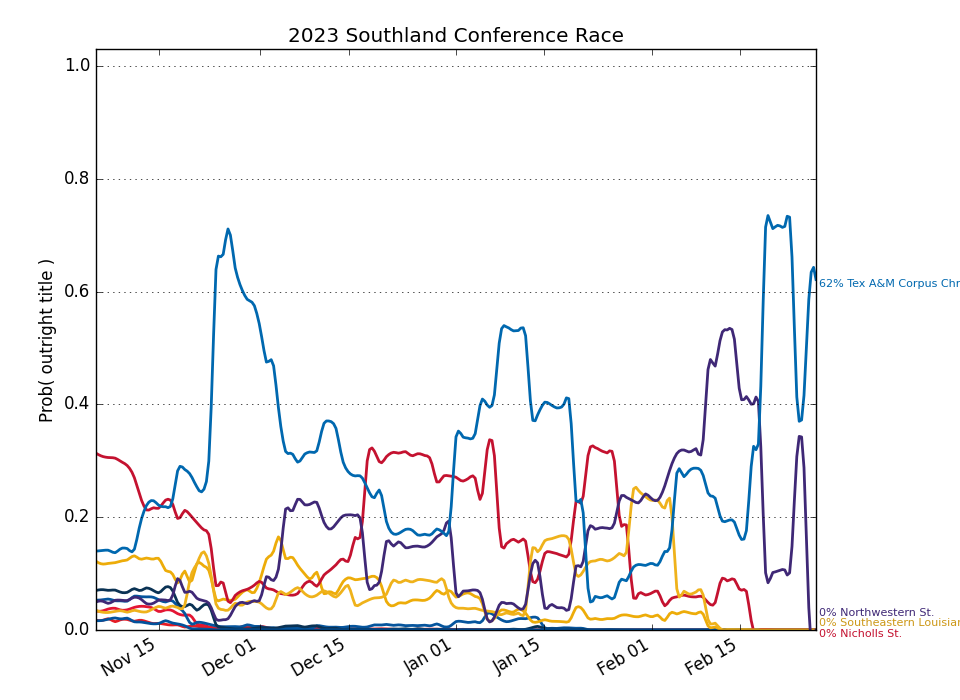 2023 Southland Conference Race
Prob( outright title )
1.0
0.8
0.6
0.4
0.2
0.0
62% Tex A&M Corpus Chr
0% Northwestern St.
0% Southeastern Louisian
0% Nicholls St.
Nov 15
Dec 01
Dec 15
Jan 01
Jan 15
Feb 01
Feb 15